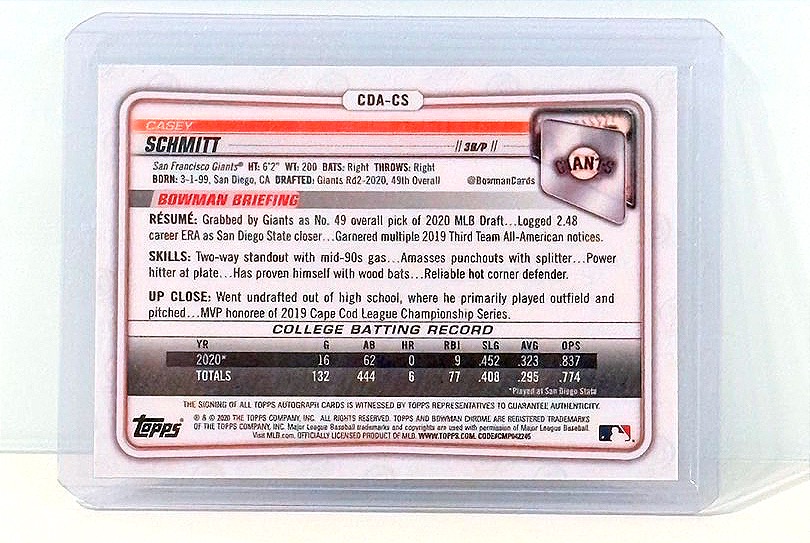 CDA-CS
CASEY
SCHMITT // 3B/P //
San Francisco Giants® HT: 6'2" WT: 200 BATS: Right THROWS: Right
BORN: 3-1-99, San Diego, CA DRAFTED: Giants Rd2-2020, 49th Overall @BowmanCards
GIANTS
BOWMAN BRIEFING
RÉSUMÉ: Grabbed by Giants as No. 49 overall pick of 2020 MLB Draft...Logged 2.48
career ERA as San Diego State closer...Garnered multiple 2019 Third Team All-American notices.
SKILLS: Two-way standout with mid-90s gas...Amasses punchouts with splitter...Power
hitter at plate...Has proven himself with wood bats...Reliable hot corner defender.
UP CLOSE: Went undrafted out of high school, where he primarily played outfield and
pitched...MVP honoree of 2019 Cape Cod League Championship Series.
COLLEGE BATTING RECORD
YR G AB HR RBI SLG AVG OPS
2020* 16 62 0 9 .452 .323 .837
TOTALS 132 444 6 77 .408 .295 .774
*Played at San Diego State
THE SIGNING OF ALL TOPPS AUTOGRAPH CARDS IS WITNESSED BY TOPPS REPRESENTATIVES TO GUARANTEE AUTHENTICITY.
Topps®
® & © 2020 THE TOPPS COMPANY, INC. ALL RIGHTS RESERVED. TOPPS AND BOWMAN CHROME ARE REGISTERED TRADEMARKS
OF THE TOPPS COMPANY, INC. Major League Baseball trademarks and copyrights are used with permission of Major League Baseball.
Visit MLB.com. OFFICIALLY LICENSED PRODUCT OF MLB. WWW.TOPPS.COM. CODE#CMP042245